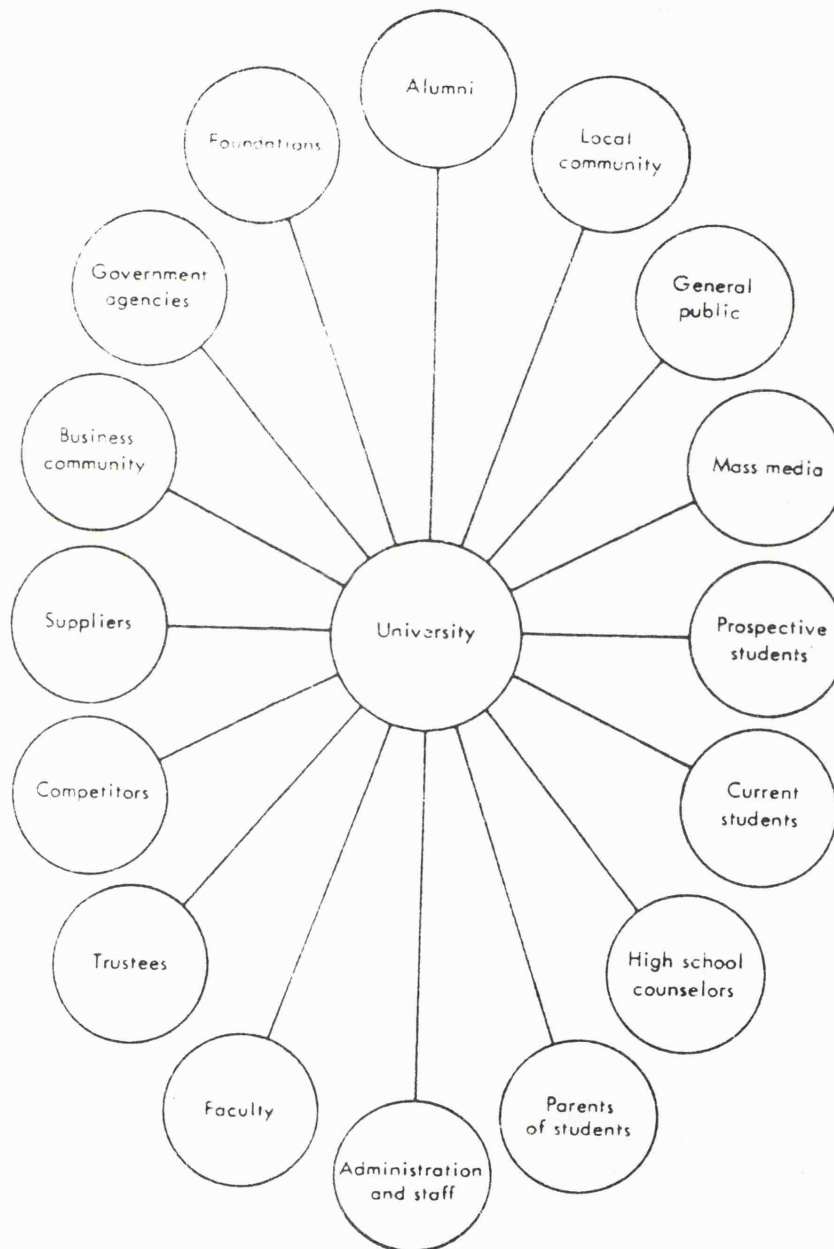 Alumni
Foundations
Local
community
Government
agencies
General
public
Business
community
Mass media
Suppliers
University
Prospective
students
Competitors
Current
students
Trustees
High school
counselors
Faculty
Parents
of students
Administration
and staff